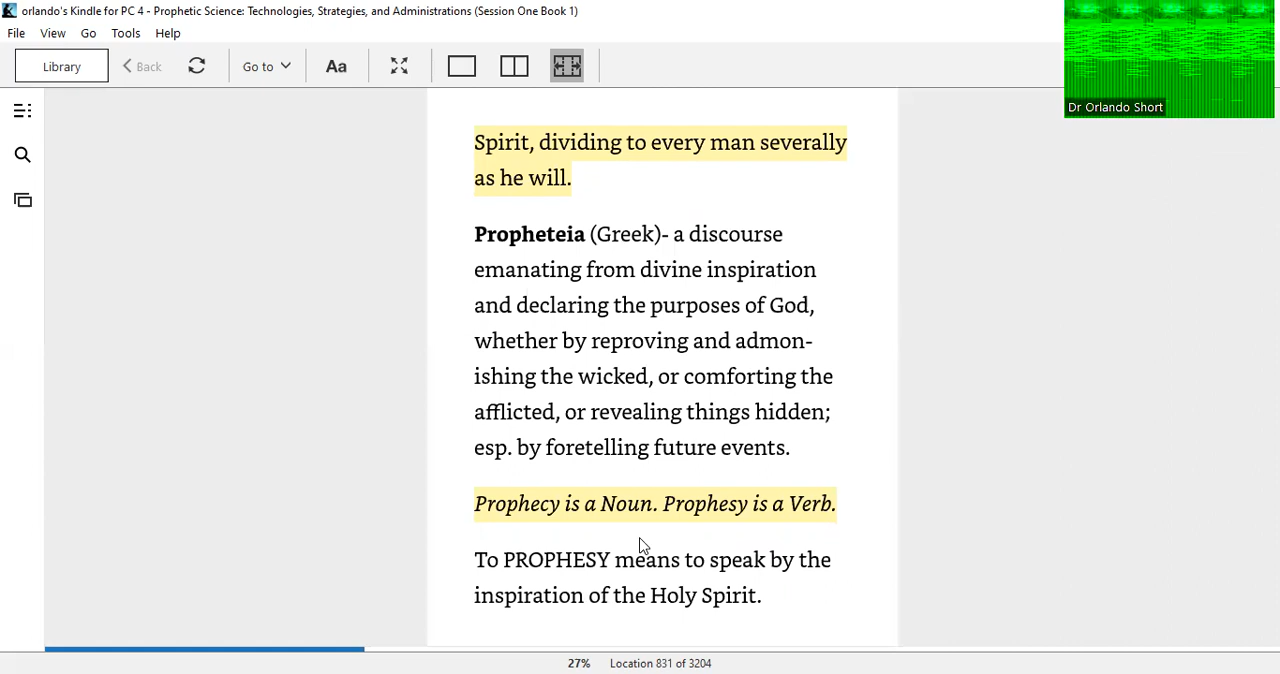 orlando's Kindle for PC 4 - Prophetic Science: Technologies, Strategies, and Administrations (Session One Book 1)
File View Go Tools Help
Library Back Go to Aa
Dr Orlando Short
Spirit, dividing to every man severally
as he will.
Propheteia (Greek)- a discourse
emanating from divine inspiration
and declaring the purposes of God,
whether by reproving and admon-
ishing the wicked, or comforting the
afflicted, or revealing things hidden;
esp. by foretelling future events.
Prophecy is a Noun. Prophesy is a Verb.
To PROPHESY means to speak by the
inspiration of the Holy Spirit.
27% Location 831 of 3204